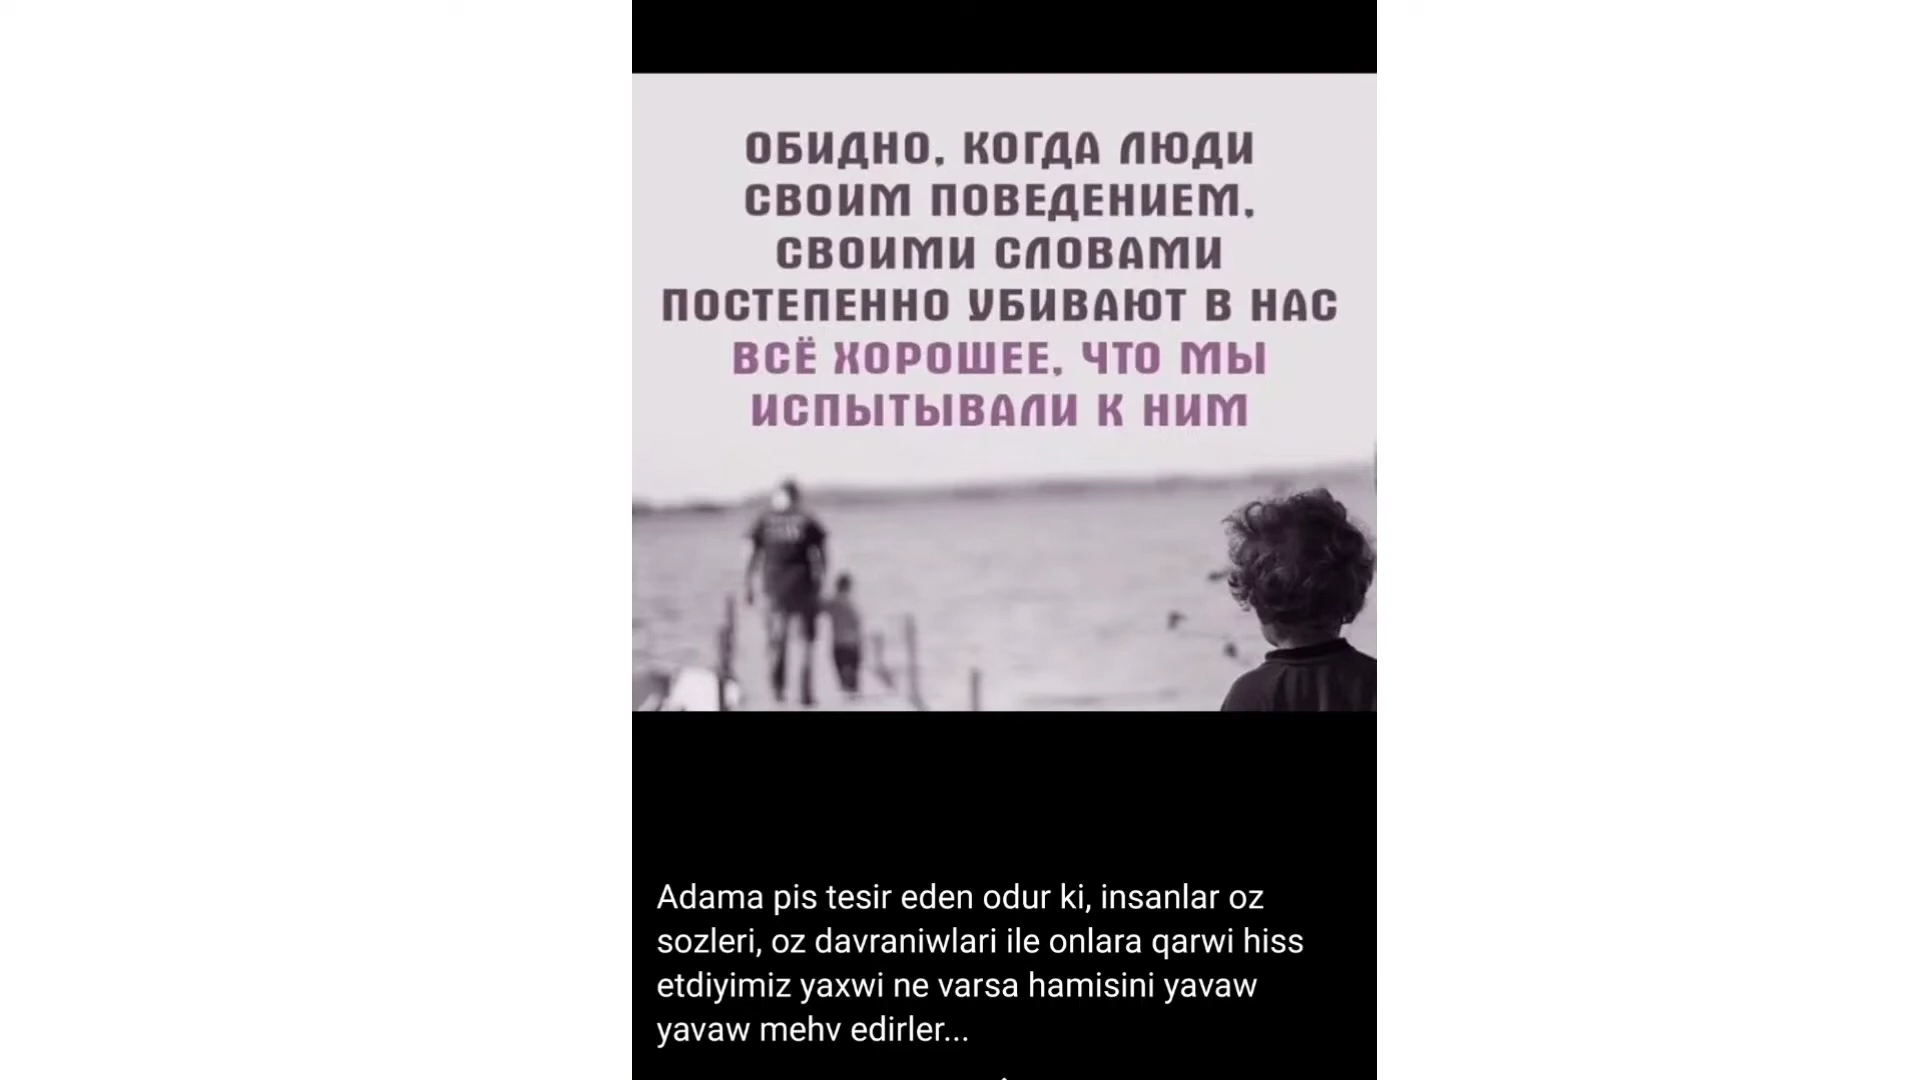 ОБИДНО, КОГДА ЛЮДИ
СВОИМ ПОВЕДЕНИЕМ,
СВОИМИ СЛОВАМИ
ПОСТЕПЕННО УБИВАЮТ В НАС
ВСЁ ХОРОШЕЕ, ЧТО МЫ
ИСПЫТЫВАЛИ К НИМ
Adama pis tesir eden odur ki, insanlar oz
sozleri, oz davraniwlari ile onlara qarwi hiss
etdiyimiz yaxwi ne varsa hamisini yavaw
yavaw mehv edirler...